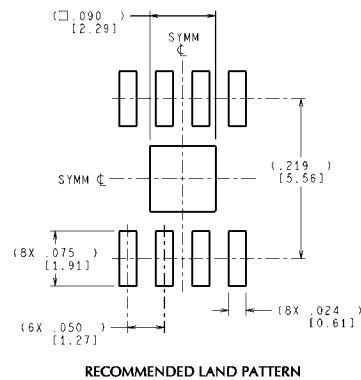 (□ .090 )
[2.29]
SYMM
℄
SYMM ℄
(.219 )
[5.56]
(8X .075 )
[1.91]
(8X .024 )
[0.61]
(6X .050 )
[1.27]
RECOMMENDED LAND PATTERN